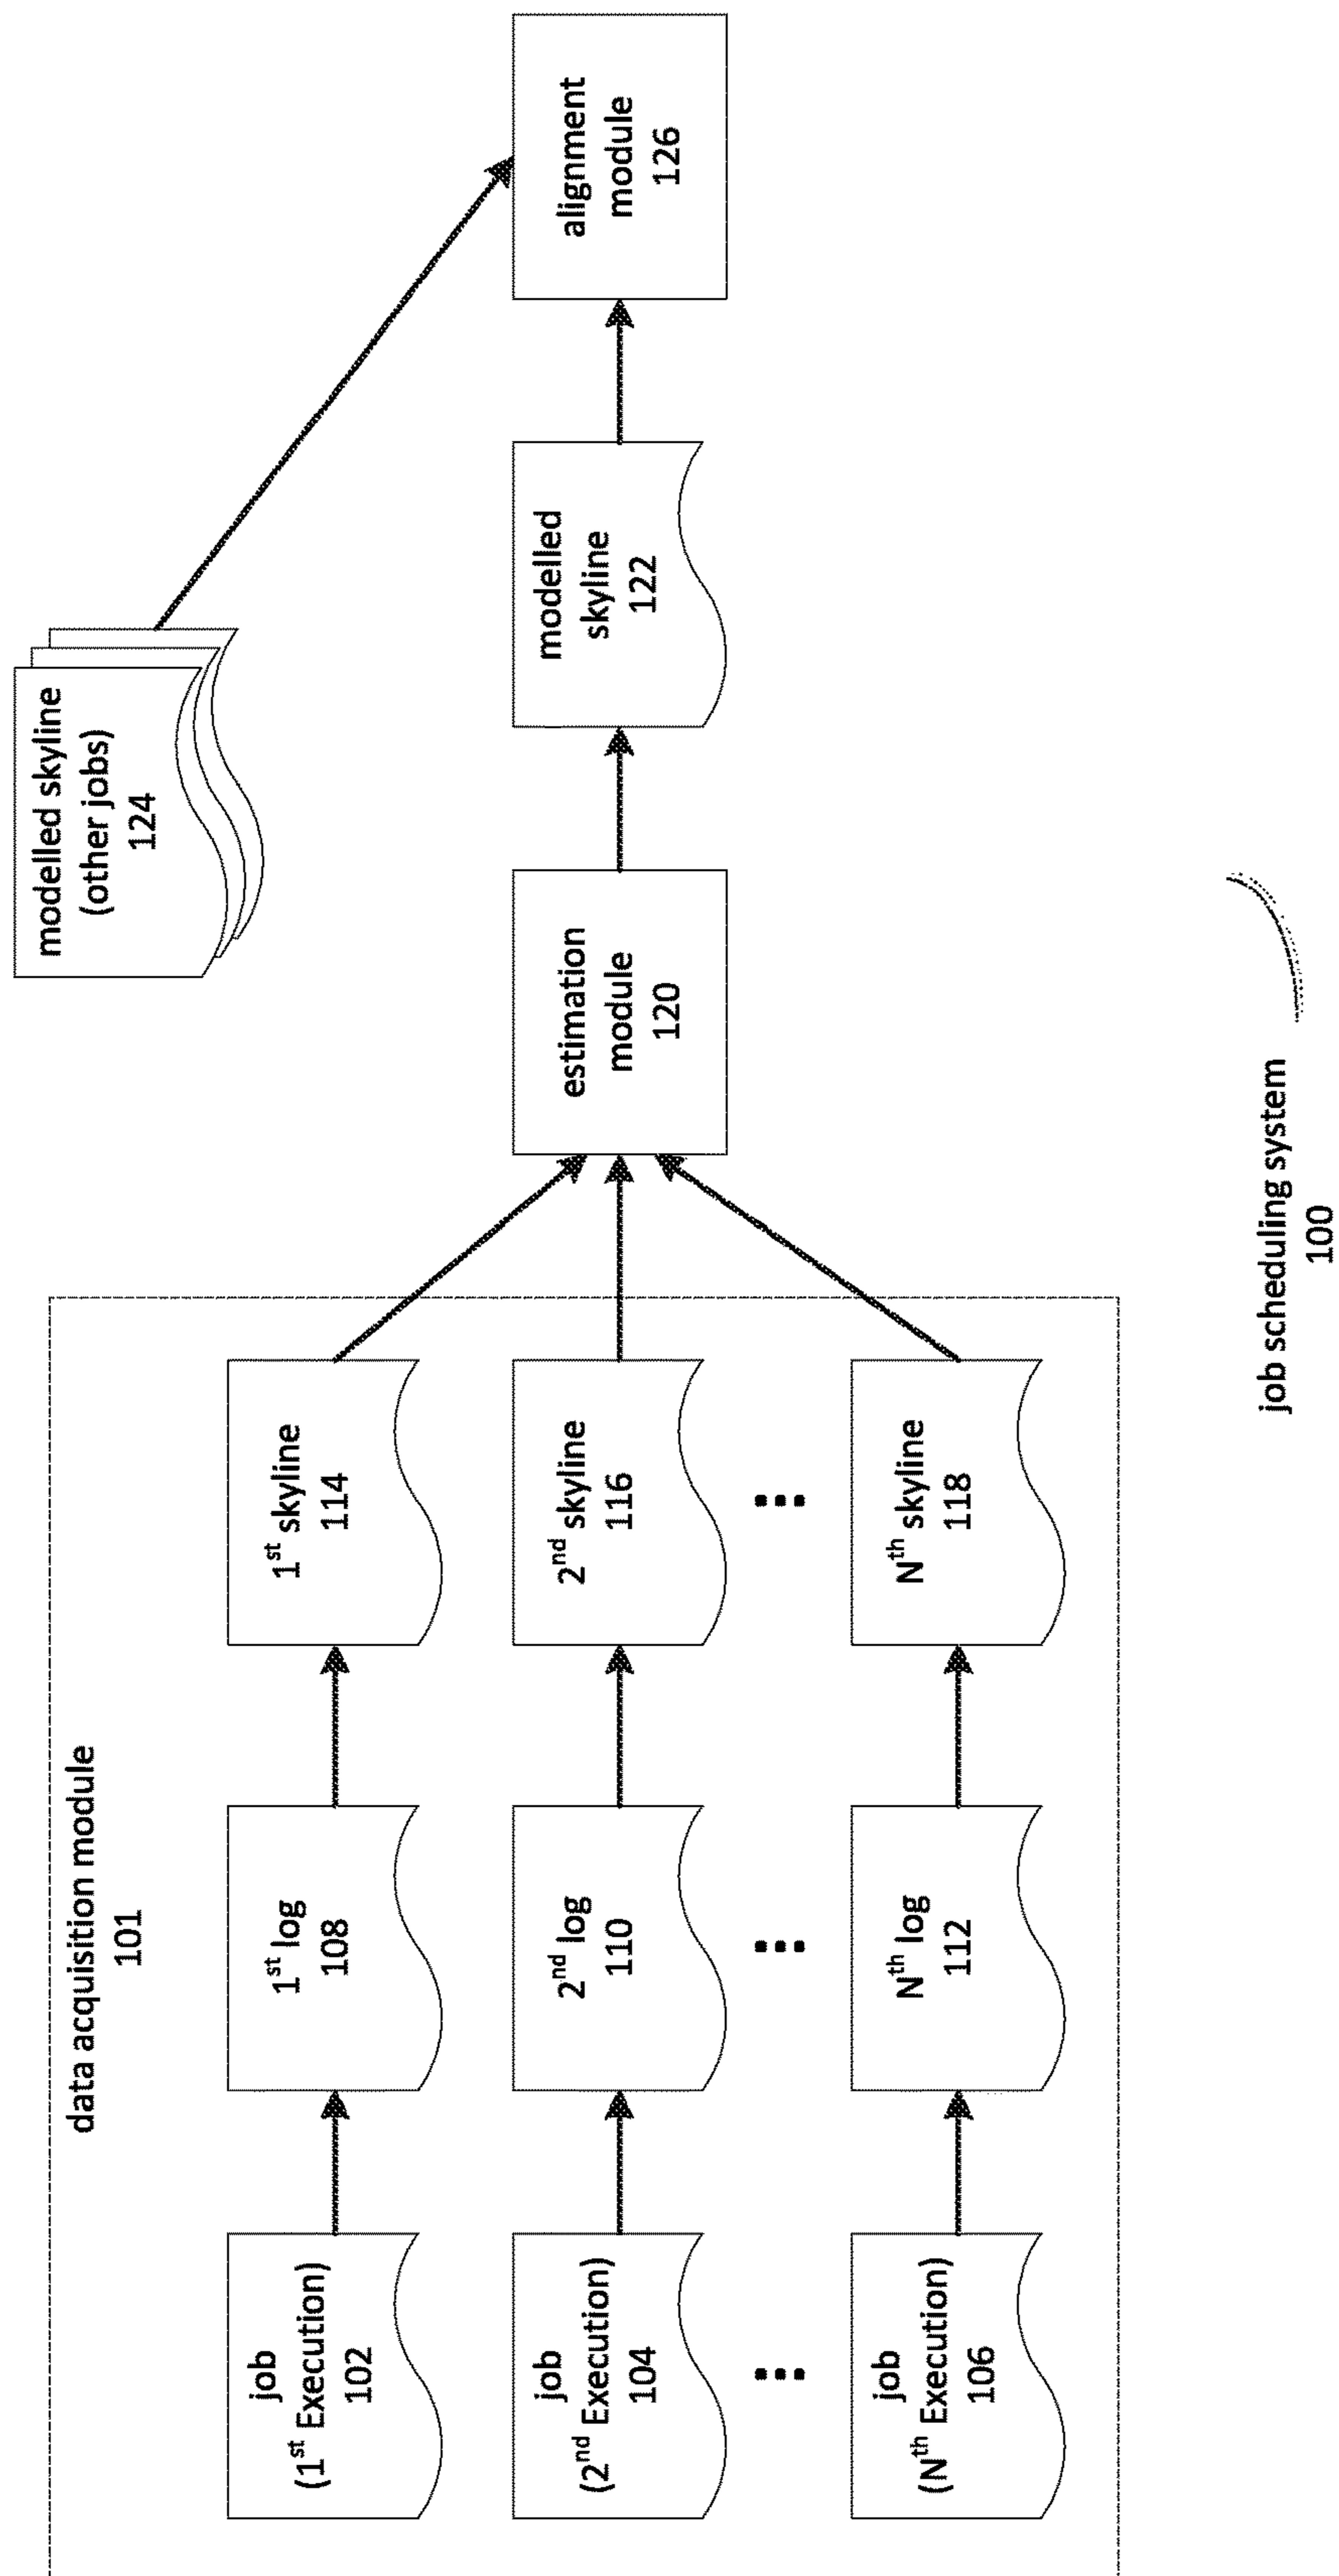 data acquisition module
101
job
(1st Execution)
102
1st log
108
1st skyline
114
job
(2nd Execution)
104
2nd log
110
2nd skyline
116
job
(Nth Execution)
106
Nth log
112
Nth skyline
118
estimation
module
120
modelled skyline
(other jobs)
124
modelled
skyline
122
alignment
module
126
job scheduling system
100